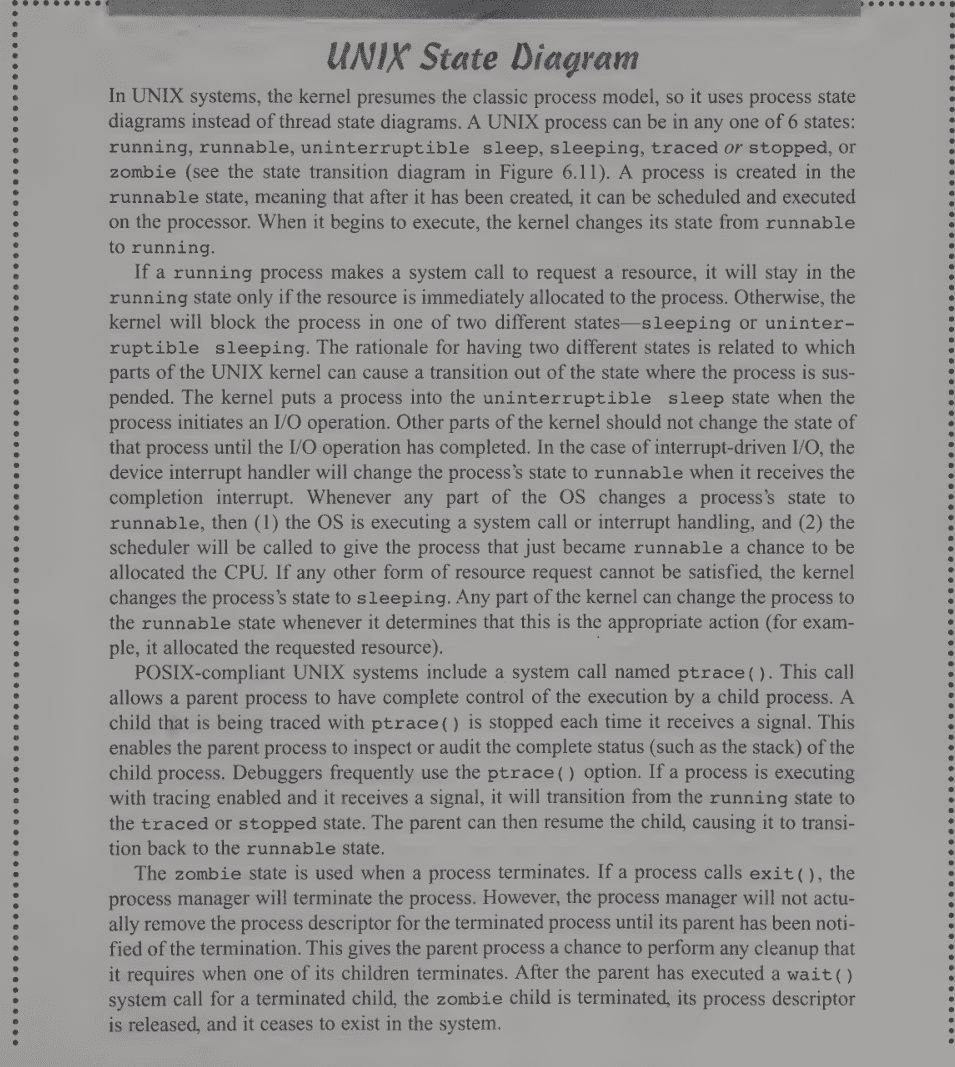 UNIX State Diagram
In UNIX systems, the kernel presumes the classic process model, so it uses process state
diagrams instead of thread state diagrams. A UNIX process can be in any one of 6 states:
running, runnable, uninterruptible sleep, sleeping, traced or stopped, or
zombie (see the state transition diagram in Figure 6.11). A process is created in the
runnable state, meaning that after it has been created, it can be scheduled and executed
on the processor. When it begins to execute, the kernel changes its state from runnable
to running.
If a running process makes a system call to request a resource, it will stay in the
running state only if the resource is immediately allocated to the process. Otherwise, the
kernel will block the process in one of two different states—sleeping or uninter-
ruptible sleeping. The rationale for having two different states is related to which
parts of the UNIX kernel can cause a transition out of the state where the process is sus-
pended. The kernel puts a process into the uninterruptible sleep state when the
process initiates an I/O operation. Other parts of the kernel should not change the state of
that process until the I/O operation has completed. In the case of interrupt-driven I/O, the
device interrupt handler will change the process's state to runnable when it receives the
completion interrupt. Whenever any part of the OS changes a process's state to
runnable, then (1) the OS is executing a system call or interrupt handling, and (2) the
scheduler will be called to give the process that just became runnable a chance to be
allocated the CPU. If any other form of resource request cannot be satisfied, the kernel
changes the process's state to sleeping. Any part of the kernel can change the process to
the runnable state whenever it determines that this is the appropriate action (for exam-
ple, it allocated the requested resource).
POSIX-compliant UNIX systems include a system call named ptrace(). This call
allows a parent process to have complete control of the execution by a child process. A
child that is being traced with ptrace() is stopped each time it receives a signal. This
enables the parent process to inspect or audit the complete status (such as the stack) of the
child process. Debuggers frequently use the ptrace() option. If a process is executing
with tracing enabled and it receives a signal, it will transition from the running state to
the traced or stopped state. The parent can then resume the child, causing it to transi-
tion back to the runnable state.
The zombie state is used when a process terminates. If a process calls exit(), the
process manager will terminate the process. However, the process manager will not actu-
ally remove the process descriptor for the terminated process until its parent has been noti-
fied of the termination. This gives the parent process a chance to perform any cleanup that
it requires when one of its children terminates. After the parent has executed a wait()
system call for a terminated child, the zombie child is terminated, its process descriptor
is released, and it ceases to exist in the system.